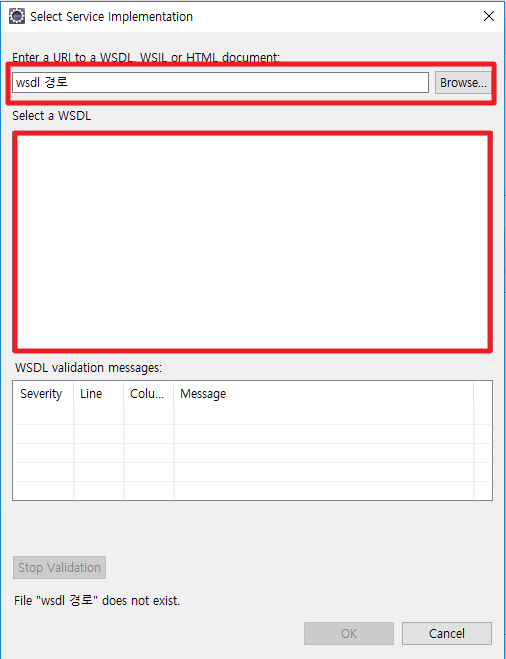 Select Service Implementation
Enter a URI to a WSDL, WSIL or HTML document:
wsdl 경로
Browse...
Select a WSDL
WSDL validation messages:
Severity Line Colu... Message
Stop Validation
File "wsdl 경로" does not exist.
OK Cancel